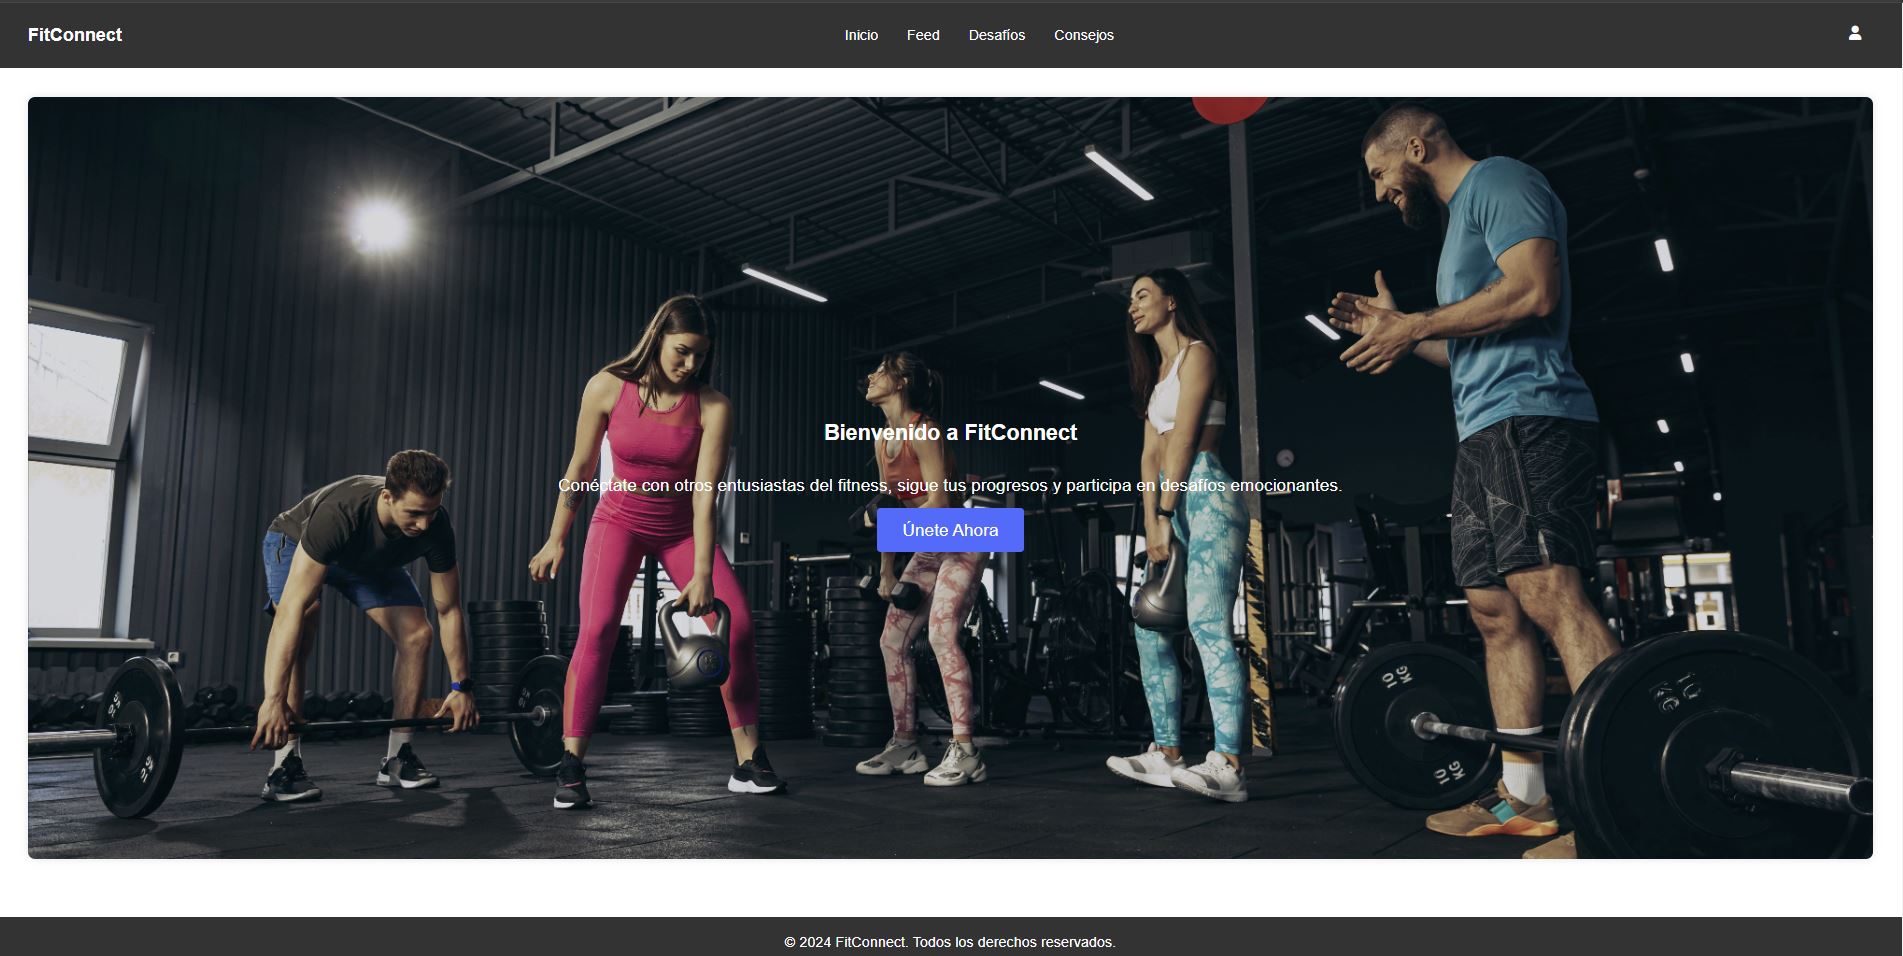 FitConnect
Inicio Feed Desafíos Consejos
Bienvenido a FitConnect
Conéctate con otros entusiastas del fitness, sigue tus progresos y participa en desafíos emocionantes.
Únete Ahora
10
KG
10
KG
© 2024 FitConnect. Todos los derechos reservados.